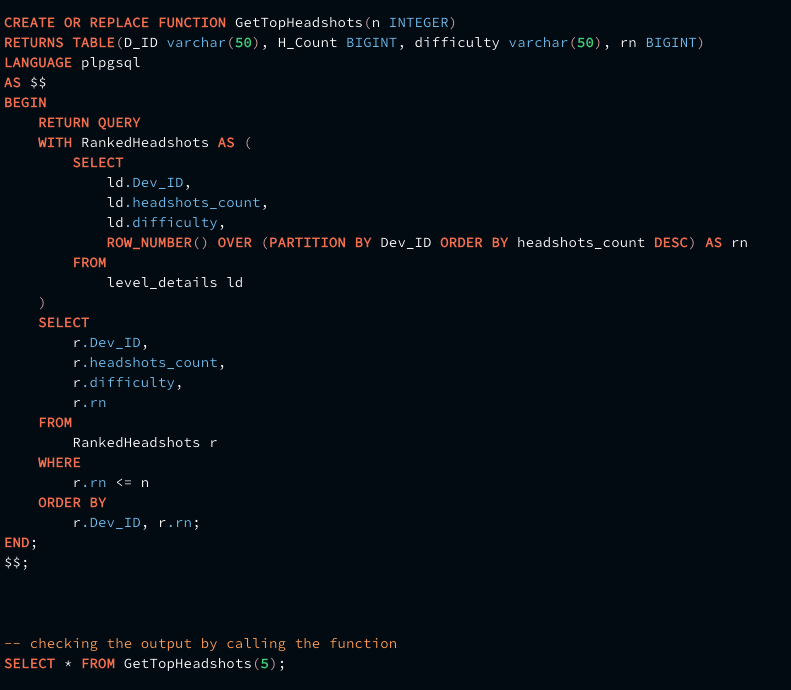 CREATE OR REPLACE FUNCTION GetTopHeadshots(n INTEGER)
RETURNS TABLE(D_ID varchar(50), H_Count BIGINT, difficulty varchar(50), rn BIGINT)
LANGUAGE plpgsql
AS $$
BEGIN
    RETURN QUERY
    WITH RankedHeadshots AS (
        SELECT
            ld.Dev_ID,
            ld.headshots_count,
            ld.difficulty,
            ROW_NUMBER() OVER (PARTITION BY Dev_ID ORDER BY headshots_count DESC) AS rn
        FROM
            level_details ld
    )
    SELECT
        r.Dev_ID,
        r.headshots_count,
        r.difficulty,
        r.rn
    FROM
        RankedHeadshots r
    WHERE
        r.rn <= n
    ORDER BY
        r.Dev_ID, r.rn;
END;
$$;
-- checking the output by calling the function
SELECT * FROM GetTopHeadshots(5);